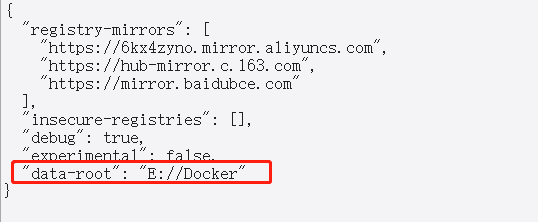 {
"registry-mirrors": [
"https://6kx4zyno.mirror.aliyuncs.com",
"https://hub-mirror.c.163.com",
"https://mirror.baidubce.com"
],
"insecure-registries": [],
"debug": true,
"experimental": false,
"data-root": "E://Docker"
}